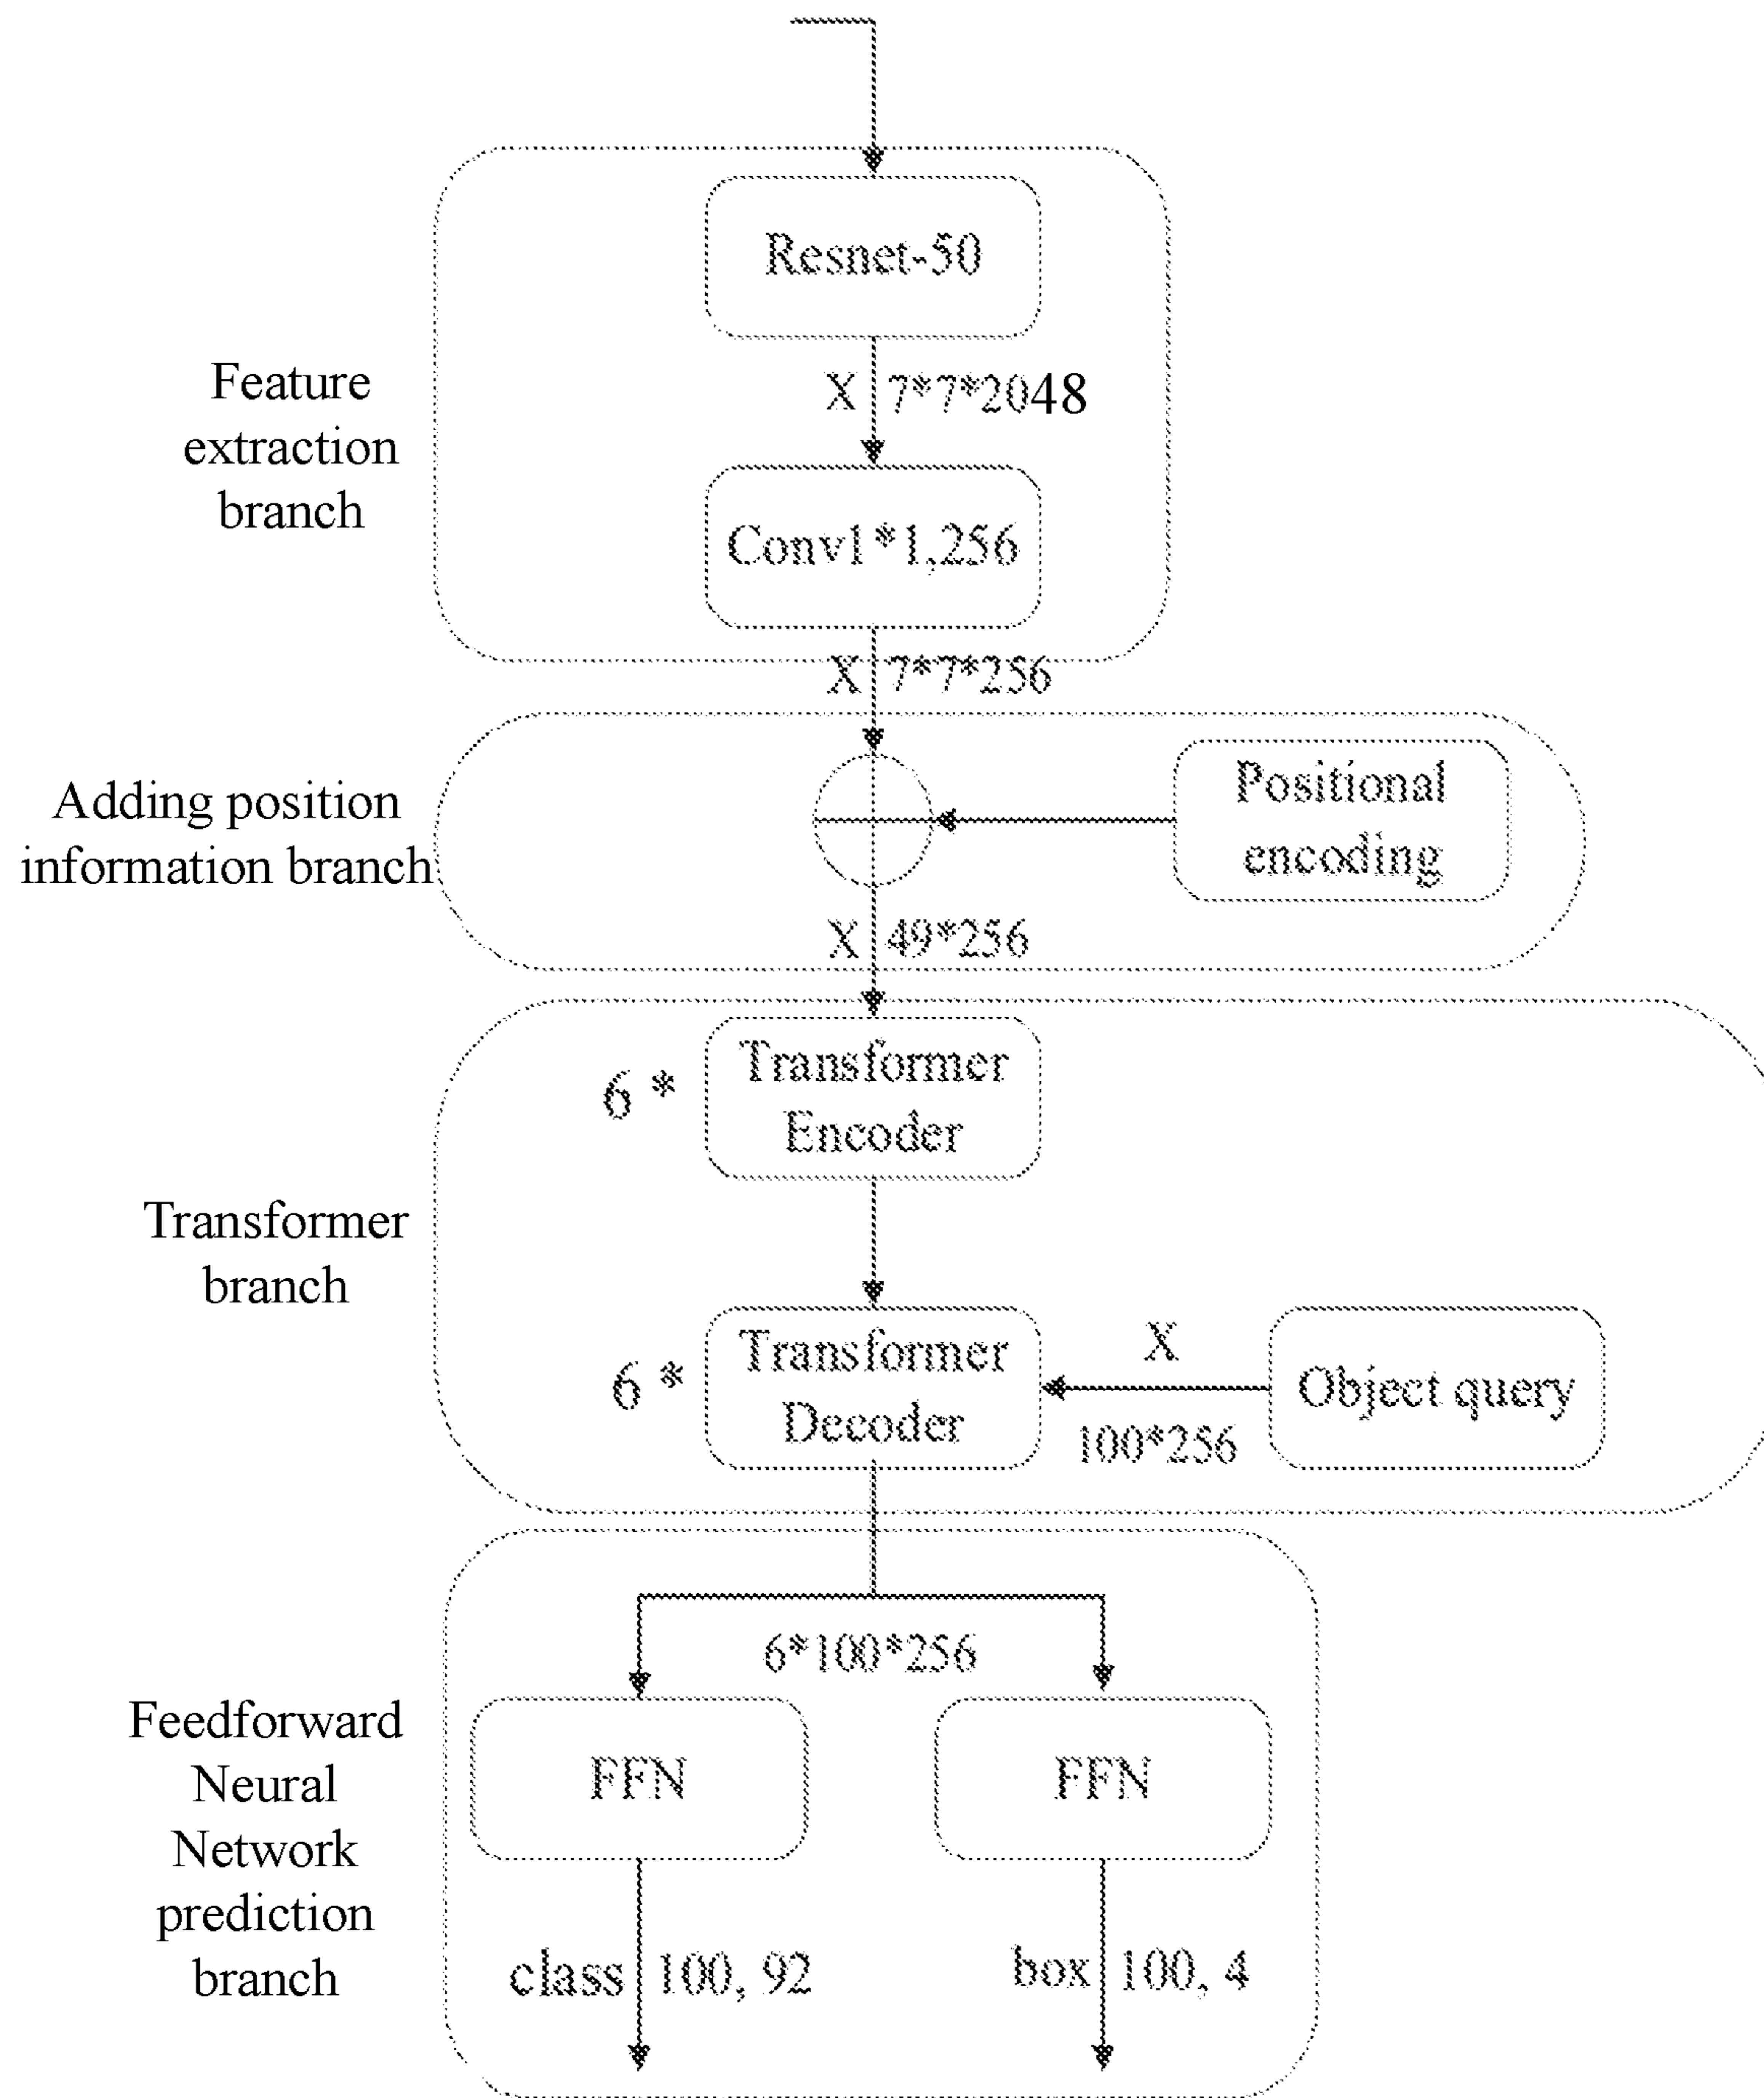 Resnet-50
Feature
extraction
branch
X 7*7*2048
Conv1*1,256
X 7*7*256
Adding position
information branch
Positional
encoding
X 49*256
Transformer
branch
6 *
Transformer
Encoder
6 *
Transformer
Decoder
X
100*256
Object query
Feedforward
Neural
Network
prediction
branch
6*100*256
FFN
FFN
class 100, 92
box 100, 4